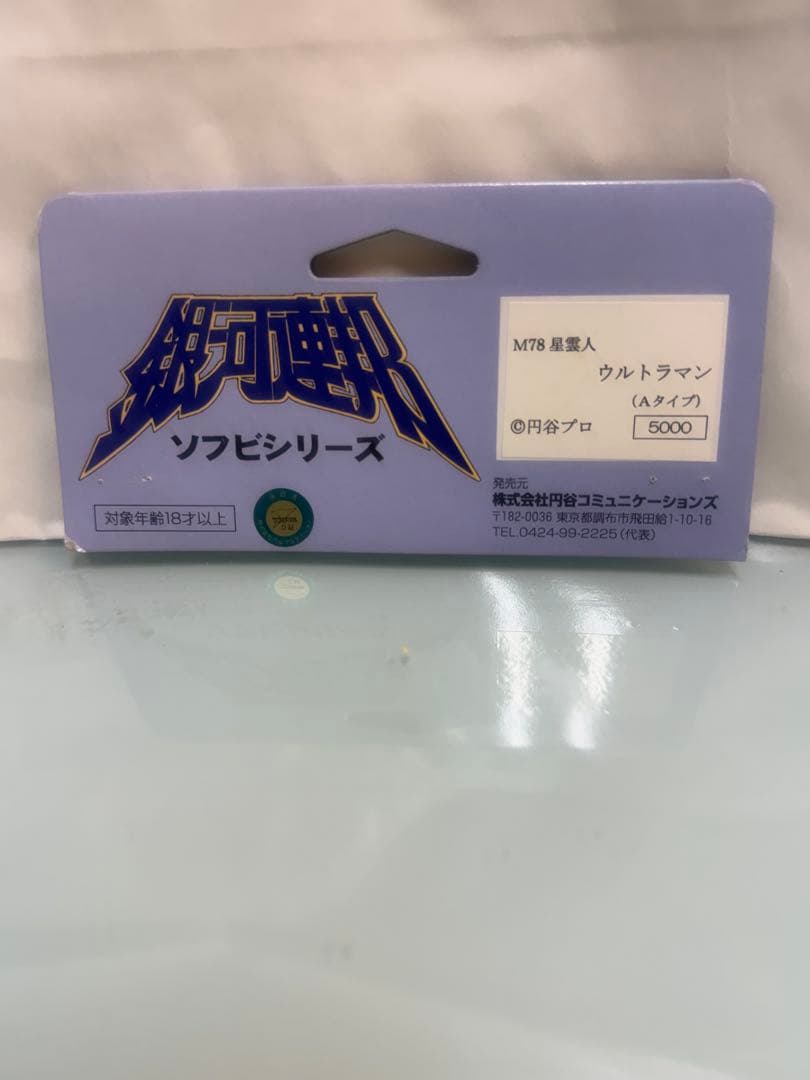 銀河連邦
ソフビシリーズ
対象年齢18才以上
M78 星雲人
ウルトラマン
(Aタイプ)
©円谷プロ
5000
発売元
株式会社円谷コミュニケーションズ
〒182-0036 東京都調布市飛田給1-10-16
TEL.0424-99-2225(代表)